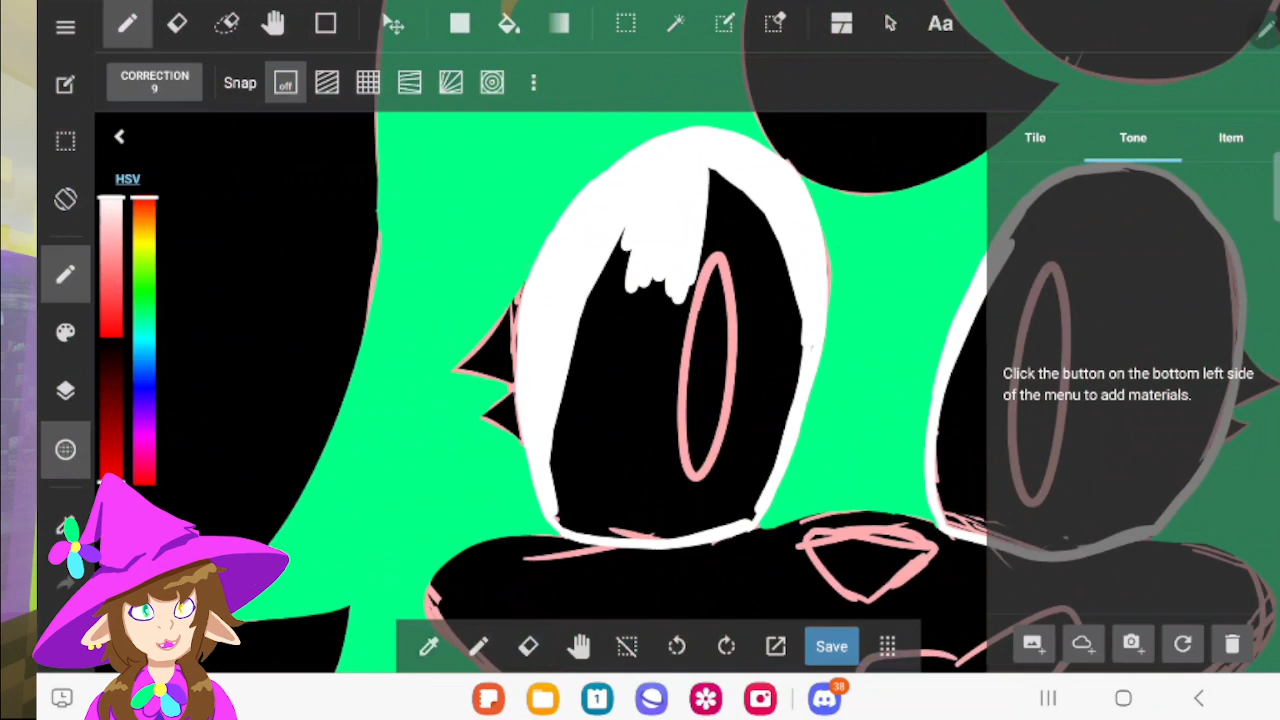 Aa
CORRECTION
9
Snap
off
Tile Tone Item
HSV
Click the button on the bottom left side
of the menu to add materials.
Save
1
38